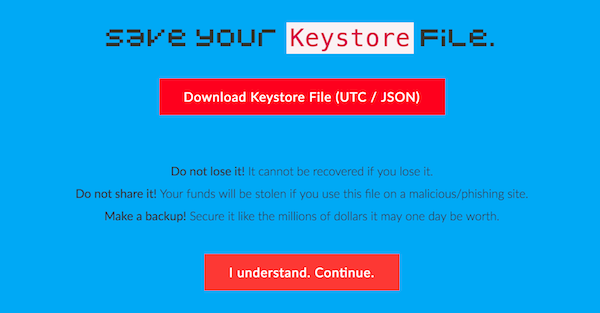 Save your Keystore File.
Download Keystore File (UTC / JSON)
Do not lose it! It cannot be recovered if you lose it.
Do not share it! Your funds will be stolen if you use this file on a malicious/phishing site.
Make a backup! Secure it like the millions of dollars it may one day be worth.
I understand. Continue.